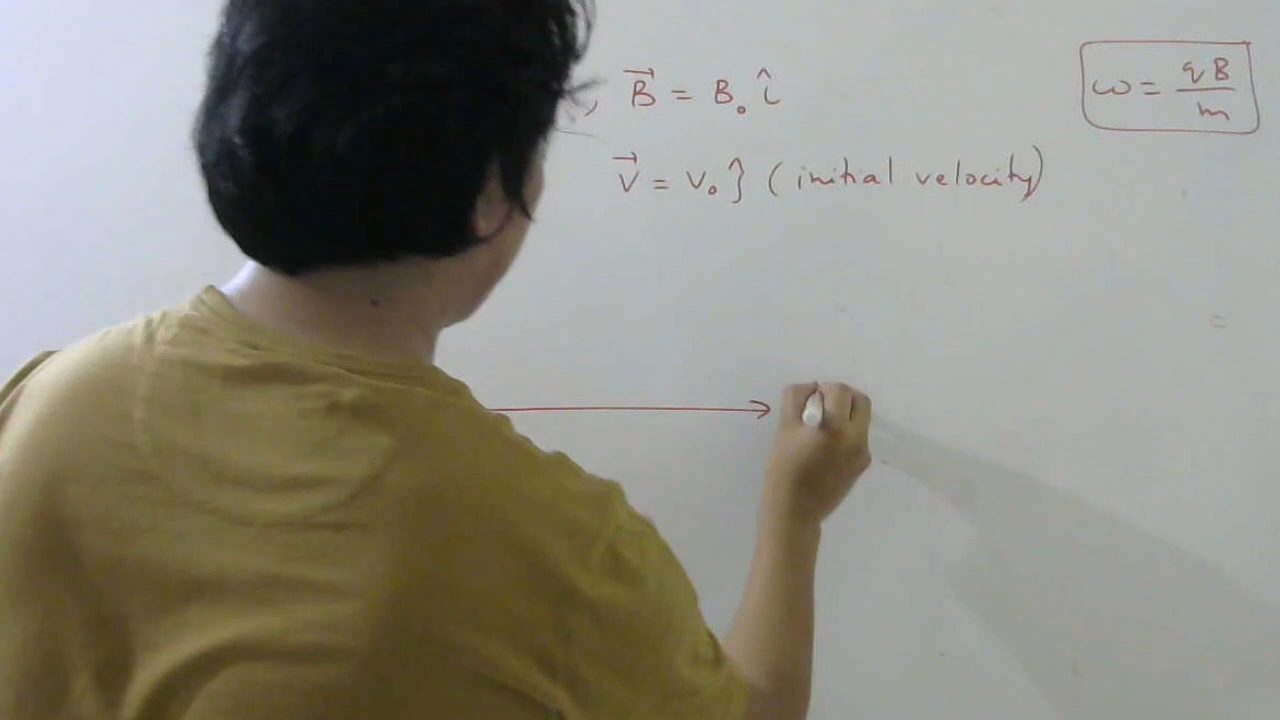 , B⃗ = B₀ î
ω = qB/m
v⃗ = v₀ ĵ (initial velocity)
=